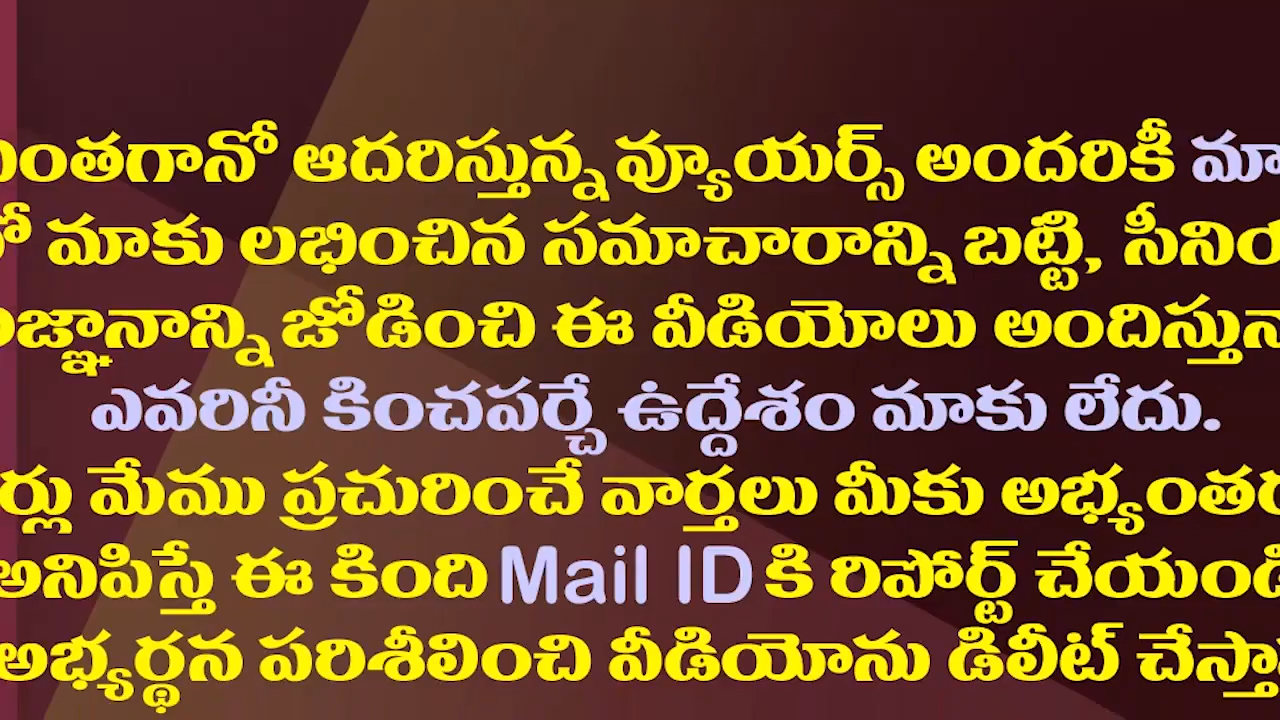 ఎంతగానో ఆదరిస్తున్న వ్యూయర్స్ అందరికీ మా
మాకు లభించిన సమాచారాన్ని బట్టి, సీనియ
జోడించి ఈ వీడియోలు అందిస్తున్నా
ఎవరినీ కించపర్చే ఉద్దేశం మాకు లేదు.
ర్లు మేము ప్రచురించే వార్తలు మీకు అభ్యంతర
అనిపిస్తే ఈ కింది Mail ID కి రిపోర్ట్ చేయండి
అభ్యర్థన పరిశీలించి వీడియోను డిలీట్ చేస్తా